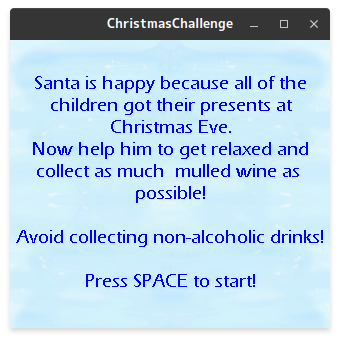 ChristmasChallenge
Santa is happy because all of the
children got their presents at
Christmas Eve.
Now help him to get relaxed and
collect as much  mulled wine as
possible!
Avoid collecting non-alcoholic drinks!
Press SPACE to start!